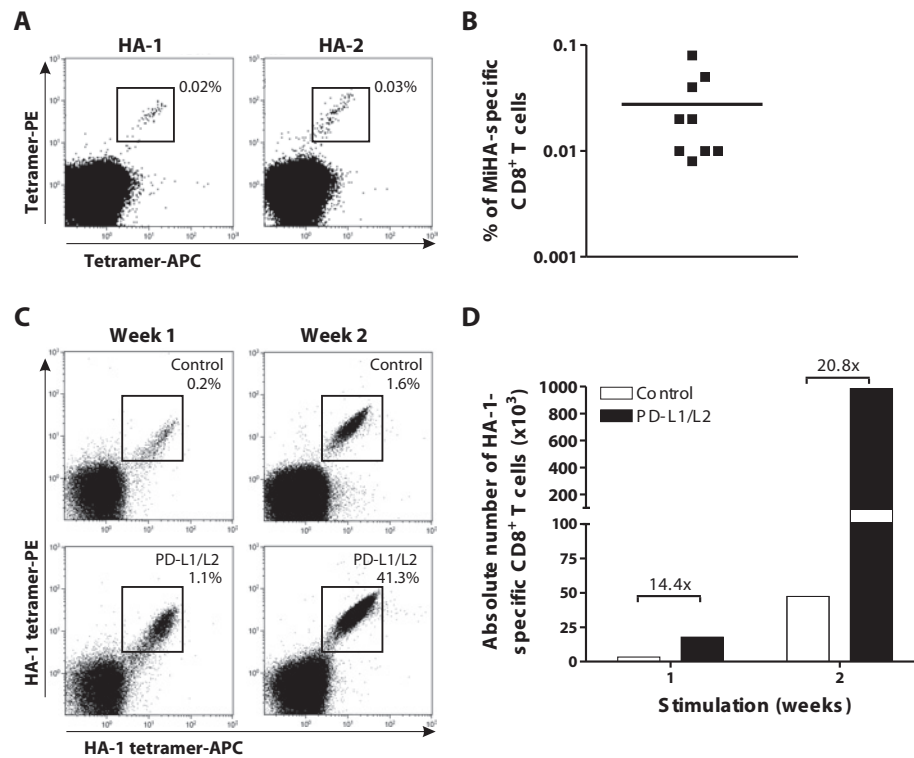 A
HA-1
HA-2
0.02%
0.03%
Tetramer-PE
Tetramer-APC
B
% of MiHA-specific
CD8⁺ T cells
0.1
0.01
0.001
C
Week 1
Week 2
Control
0.2%
Control
1.6%
PD-L1/L2
1.1%
PD-L1/L2
41.3%
HA-1 tetramer-PE
HA-1 tetramer-APC
D
Absolute number of HA-1-
specific CD8⁺ T cells (x10³)
20.8x
Control
PD-L1/L2
14.4x
1000
800
600
400
200
100
75
50
25
0
1
2
Stimulation (weeks)